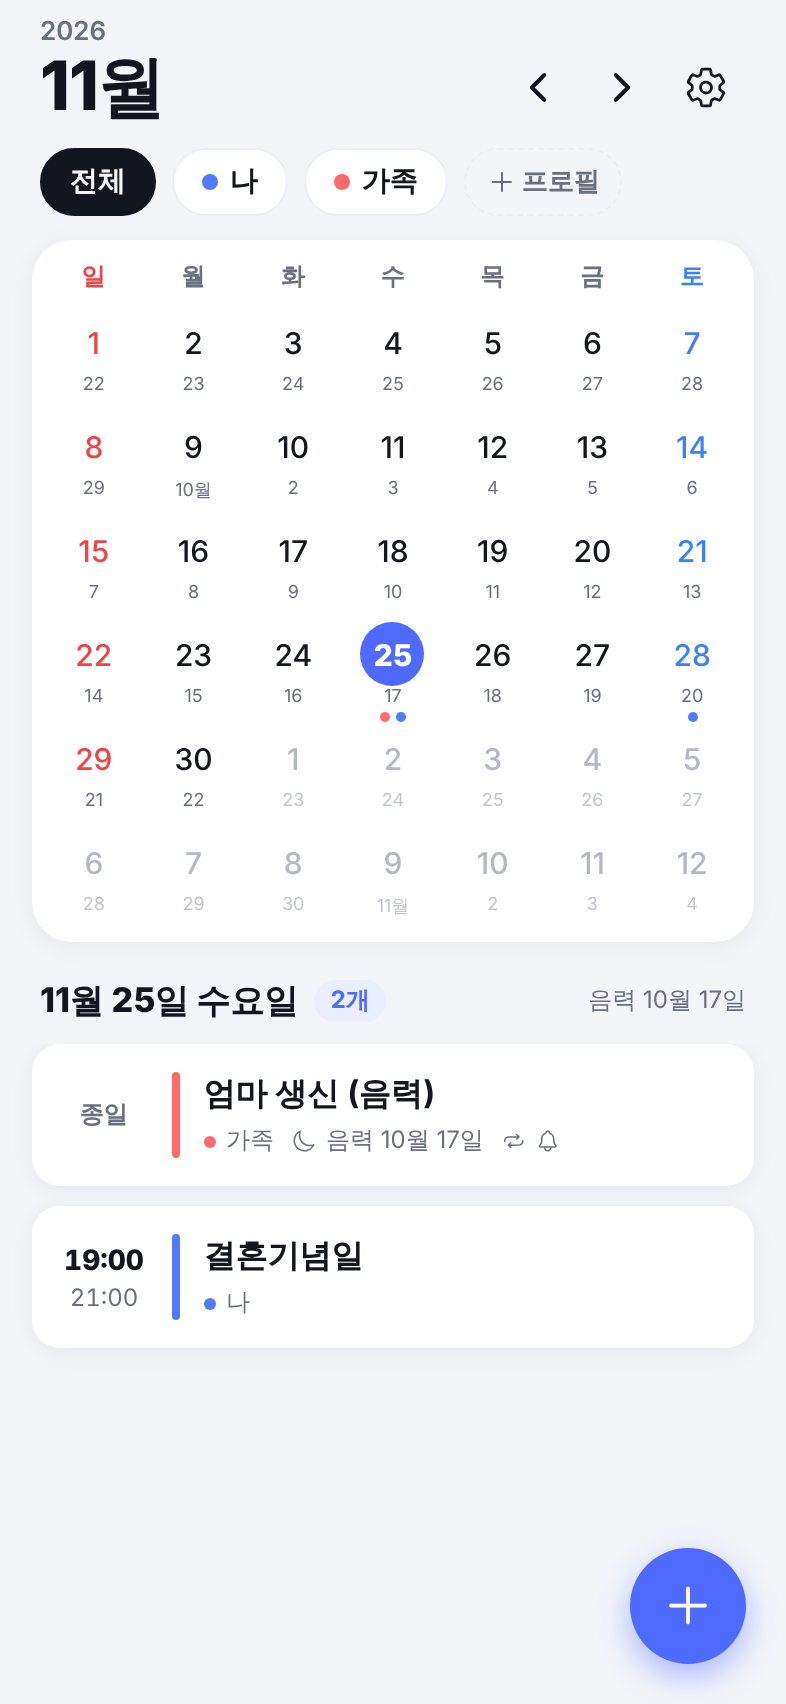 2026
11월
전체 나 가족 + 프로필
일 월 화 수 목 금 토
1 2 3 4 5 6 7
22 23 24 25 26 27 28
8 9 10 11 12 13 14
29 10월 2 3 4 5 6
15 16 17 18 19 20 21
7 8 9 10 11 12 13
22 23 24 25 26 27 28
14 15 16 17 18 19 20
29 30 1 2 3 4 5
21 22 23 24 25 26 27
6 7 8 9 10 11 12
28 29 30 11월 2 3 4
11월 25일 수요일 2개 음력 10월 17일
종일 엄마 생신 (음력)
가족 음력 10월 17일
19:00 결혼기념일
21:00 나